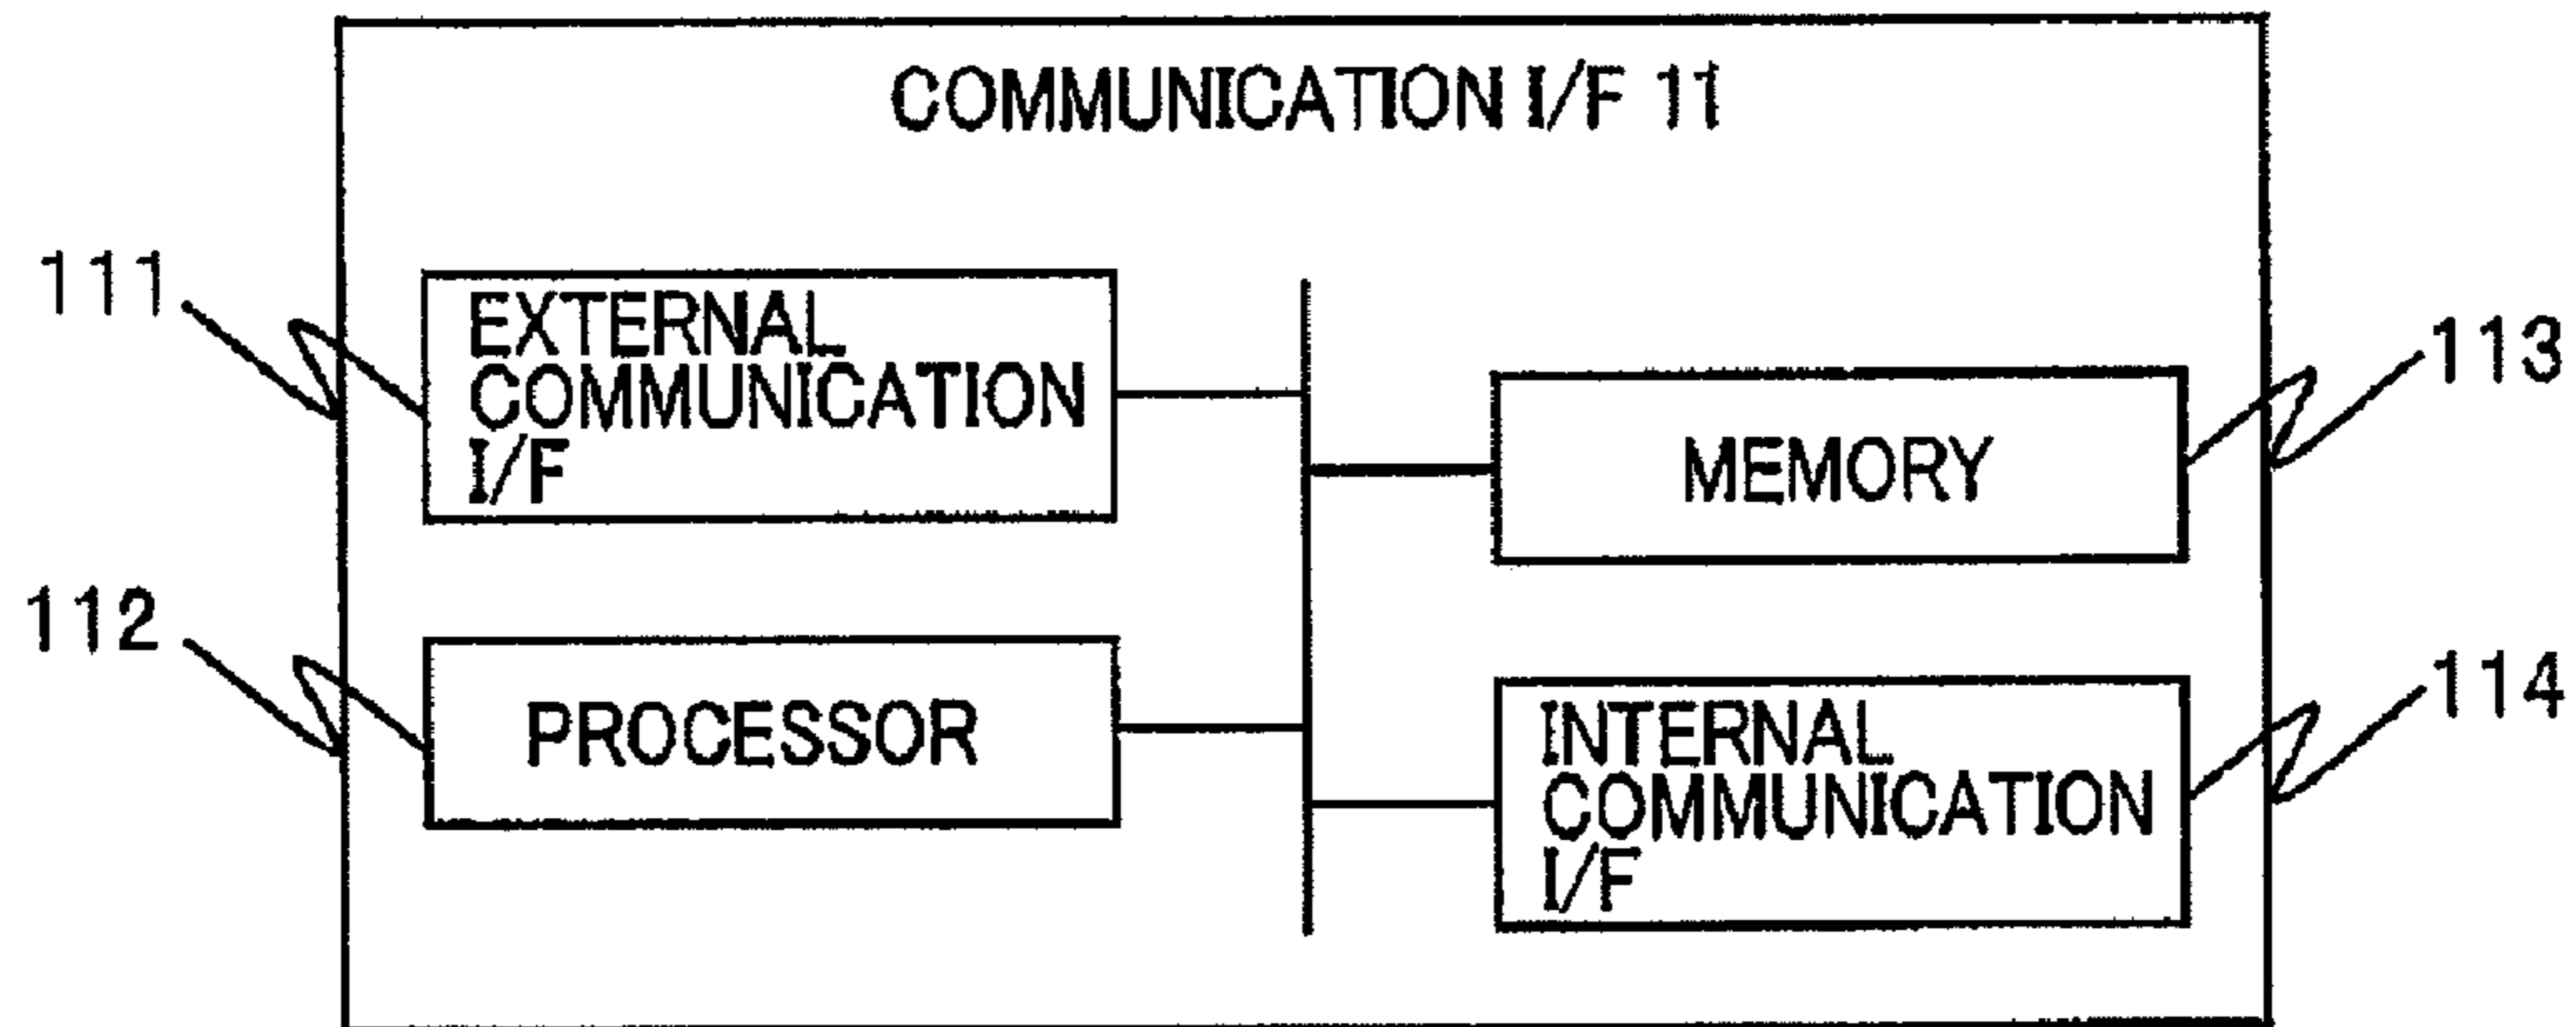 COMMUNICATION I/F 11
111
EXTERNAL
COMMUNICATION
I/F
112
PROCESSOR
113
MEMORY
114
INTERNAL
COMMUNICATION
I/F